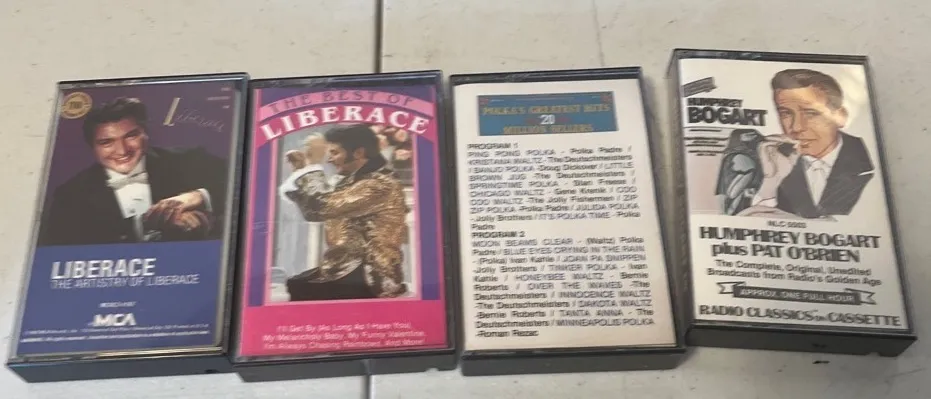 Liberace
LIBERACE
THE ARTISTRY OF LIBERACE
MCA
THE BEST OF
LIBERACE
I'll Get By (As Long As I Have You),
My Melancholy Baby, My Funny Valentine,
I'm Always Chasing Rainbows, And More!
POLKA'S GREATEST HITS
20
MILLION SELLERS
PROGRAM 1
PING PONG POLKA - Polka Padre /
KRISTIANA WALTZ -The Deutschmeisters
/ BANJO POLKA -Doug / LITTLE
BROWN JUG -The Deutschmeisters /
SPRINGTIME POLKA - Stan Freese /
CHICAGO WALTZ - Gene / COO
COO WALTZ -The Jolly Fishermen / ZIP
ZIP POLKA -Polka Padre / JULIDA POLKA
-Jolly Brothers / IT'S POLKA TIME -Polka
Padre
PROGRAM 2
MOON BEAMS CLEAR - (Waltz) Polka
Padre / BLUE EYES CRYING IN THE RAIN
- (Polka) Ivan / JOAN PA SNIPPEN
-Jolly Brothers / TINKER POLKA - Ivan
/ HONEYBEE WALTZ - Bernie
Roberts / OVER THE WAVES -The
Deutschmeisters / INNOCENCE WALTZ
-The Deutschmeisters / DAKOTA WALTZ
-Bernie Roberts / TANTA ANNA - The
Deutschmeisters / MINNEAPOLIS POLKA
-Roman Rezac
HUMPHREY
BOGART
HUMPHREY BOGART
plus PAT O'BRIEN
The Complete, Original, Unedited
Broadcasts from Radio's Golden Age
APPROX. ONE FULL HOUR
RADIO CLASSICS on CASSETTE